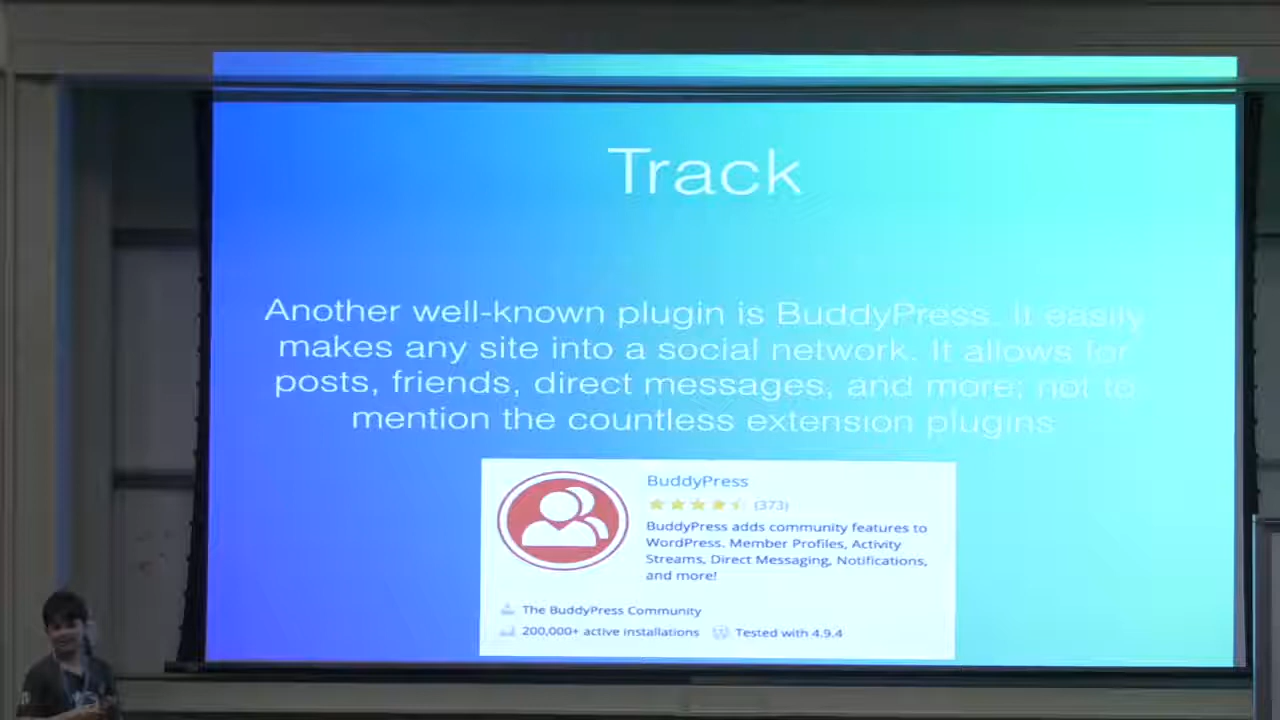 Track
Another well-known plugin is BuddyPress. It easily
makes any site into a social network. It allows for
posts, friends, direct messages, and more; not to
mention the countless extension plugins
BuddyPress
(373)
BuddyPress adds community features to
WordPress. Member Profiles, Activity
Streams, Direct Messaging, Notifications,
and more!
The BuddyPress Community
200,000+ active installations
Tested with 4.9.4